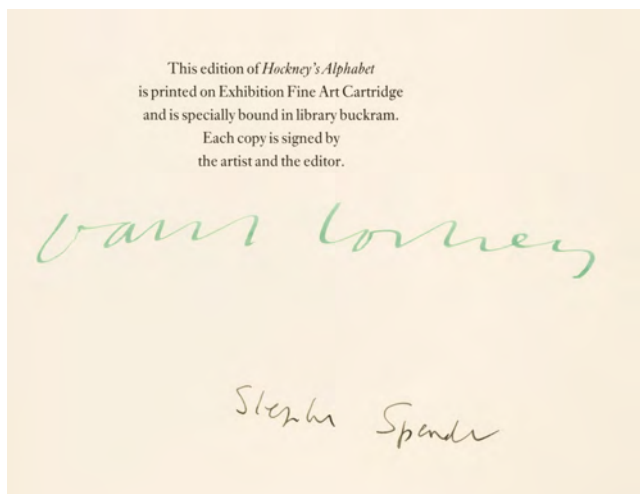 This edition of Hockney's Alphabet
is printed on Exhibition Fine Art Cartridge
and is specially bound in library buckram.
Each copy is signed by
the artist and the editor.
David Hockney
Stephen Spender